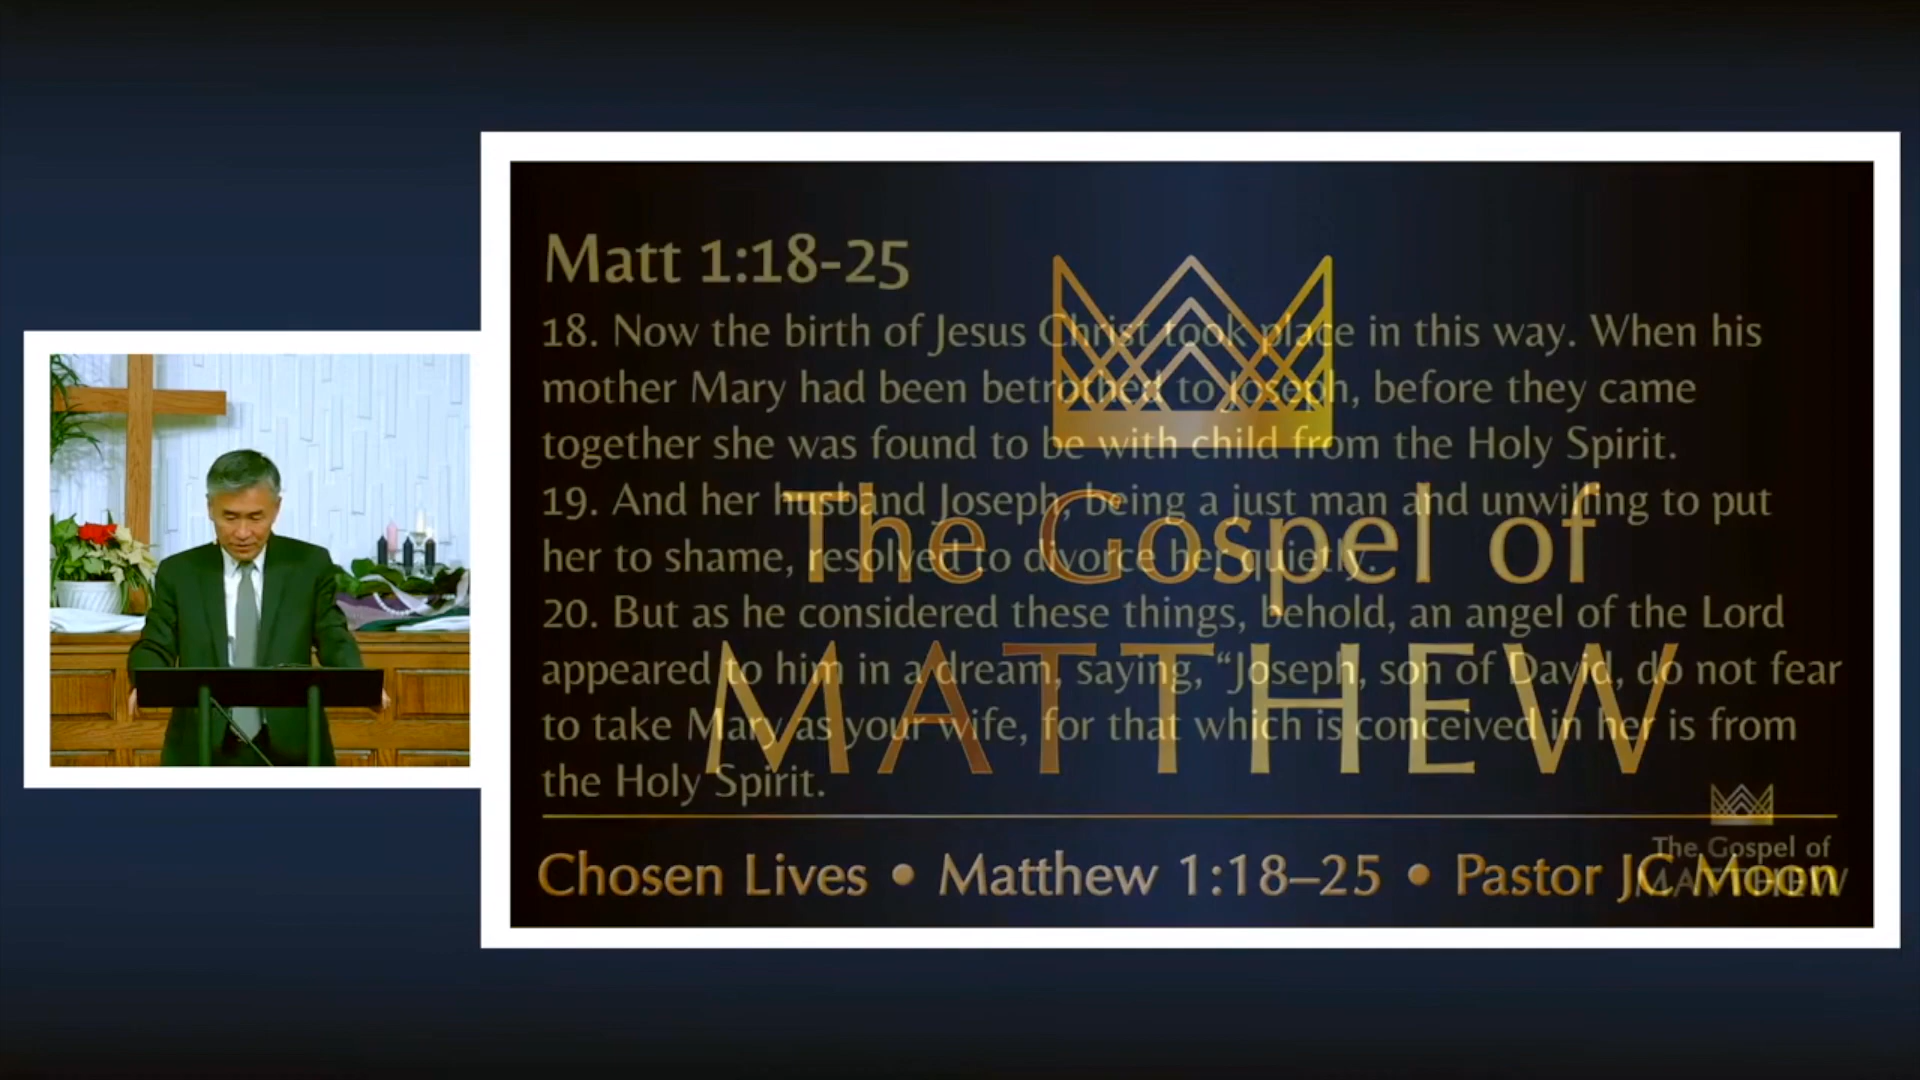 Matt 1:18-25
18. Now the birth of Jesus Christ took place in this way. When his
mother Mary had been betrothed to Joseph, before they came
together she was found to be with child from the Holy Spirit.
19. And her husband Joseph, being a just man and unwilling to put
her to shame, resolved to divorce her quietly.
20. But as he considered these things, behold, an angel of the Lord
appeared to him in a dream, saying, “Joseph, son of David, do not fear
to take Mary as your wife, for that which is conceived in her is from
the Holy Spirit.
The Gospel of
MATTHEW
Chosen Lives • Matthew 1:18–25 • Pastor JC Moon
The Gospel of
MATTHEW